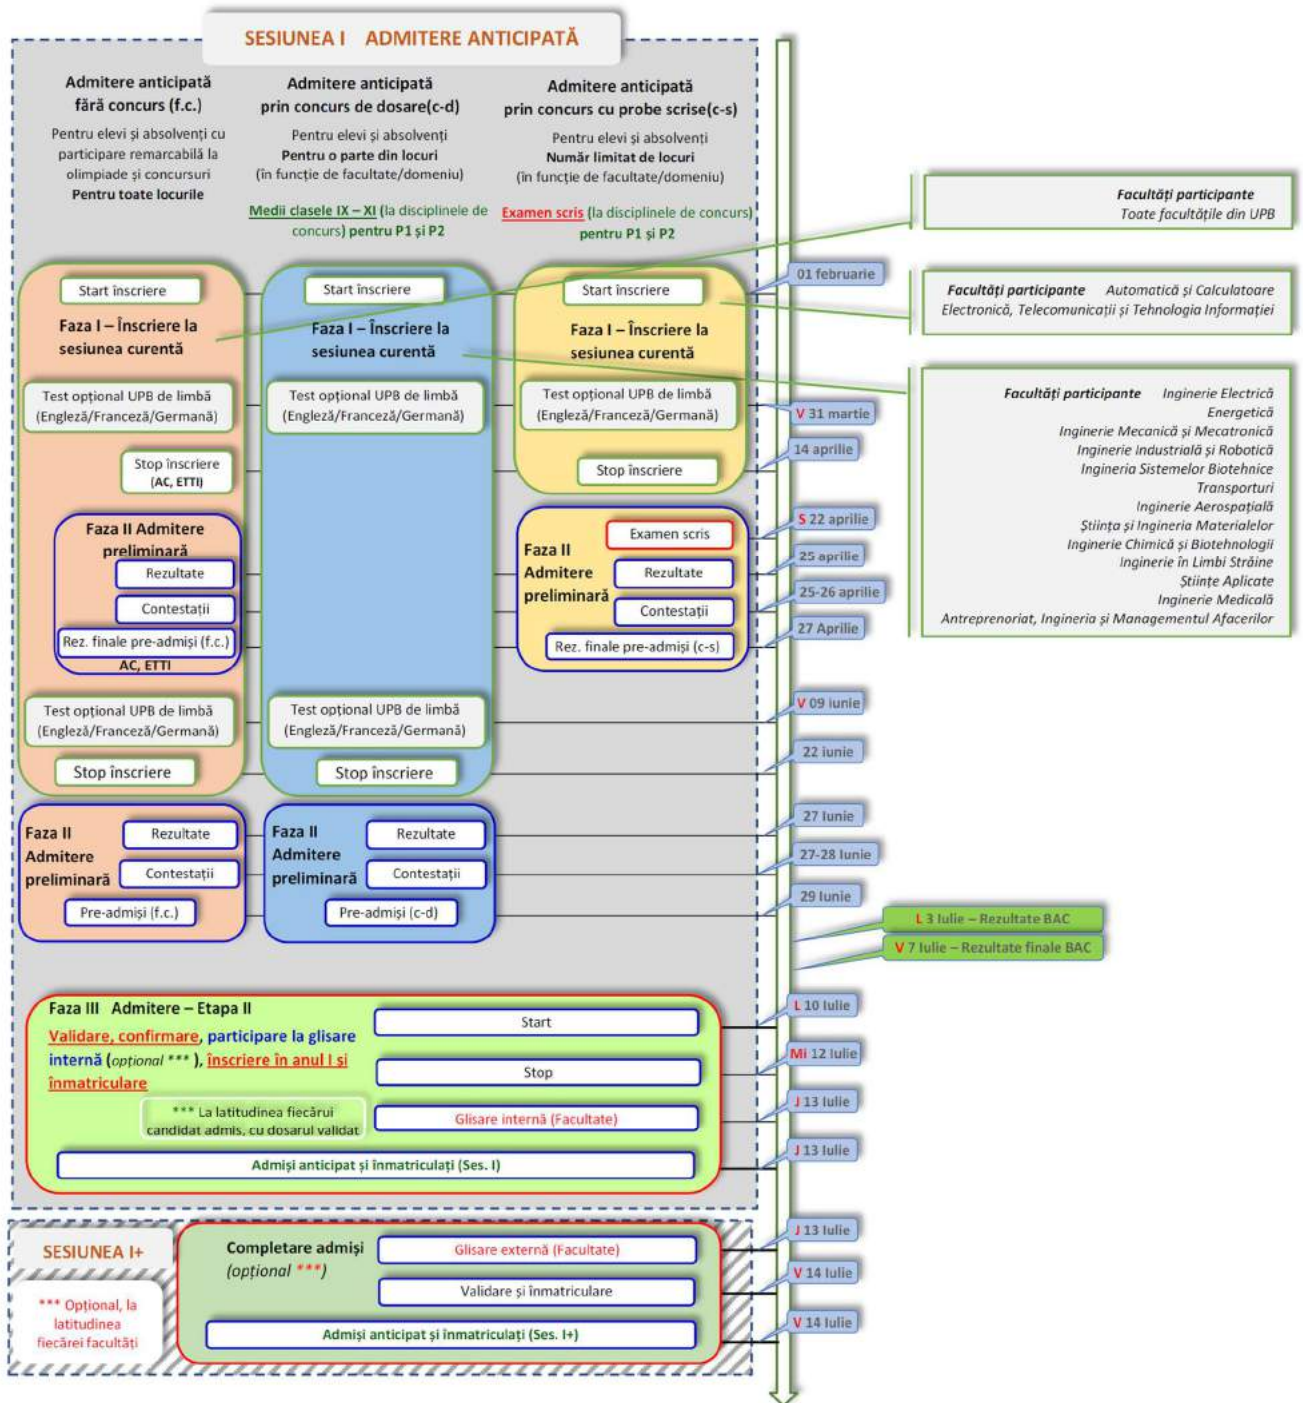 SESIUNEA I ADMITERE ANTICIPATĂ
Admitere anticipată
fără concurs (f.c.)
Pentru elevi și absolvenți cu
participare remarcabilă la
olimpiade și concursuri
Pentru toate locurile
Admitere anticipată
prin concurs de dosare(c-d)
Pentru elevi și absolvenți
Pentru o parte din locuri
(în funcție de facultate/domeniu)
Medii clasele IX – XI (la disciplinele de
concurs) pentru P1 și P2
Admitere anticipată
prin concurs cu probe scrise(c-s)
Pentru elevi și absolvenți
Număr limitat de locuri
(în funcție de facultate/domeniu)
Examen scris (la disciplinele de concurs)
pentru P1 și P2
Start înscriere
Faza I – Înscriere la
sesiunea curentă
Test opțional UPB de limbă
(Engleză/Franceză/Germană)
Stop înscriere
(AC, ETTI)
Faza II Admitere
preliminară
Rezultate
Contestații
Rez. finale pre-admiși (f.c.)
AC, ETTI
Test opțional UPB de limbă
(Engleză/Franceză/Germană)
Stop înscriere
Faza II
Admitere
preliminară
Rezultate
Contestații
Pre-admiși (f.c.)
Start înscriere
Faza I – Înscriere la
sesiunea curentă
Test opțional UPB de limbă
(Engleză/Franceză/Germană)
Test opțional UPB de limbă
(Engleză/Franceză/Germană)
Stop înscriere
Faza II
Admitere
preliminară
Rezultate
Contestații
Pre-admiși (c-d)
Start înscriere
Faza I – Înscriere la
sesiunea curentă
Test opțional UPB de limbă
(Engleză/Franceză/Germană)
Stop înscriere
Faza II
Admitere
preliminară
Examen scris
Rezultate
Contestații
Rez. finale pre-admiși (c-s)
01 februarie
V 31 martie
14 aprilie
S 22 aprilie
25 aprilie
25-26 aprilie
27 Aprilie
V 09 iunie
22 iunie
27 Iunie
27-28 Iunie
29 Iunie
L 3 Iulie – Rezultate BAC
V 7 Iulie – Rezultate finale BAC
Facultăți participante
Toate facultățile din UPB
Facultăți participante Automatică și Calculatoare
Electronică, Telecomunicații și Tehnologia Informației
Facultăți participante Inginerie Electrică
Energetică
Inginerie Mecanică și Mecatronică
Inginerie Industrială și Robotică
Ingineria Sistemelor Biotehnice
Transporturi
Inginerie Aerospațială
Știința și Ingineria Materialelor
Inginerie Chimică și Biotehnologii
Inginerie în Limbi Străine
Științe Aplicate
Inginerie Medicală
Antreprenoriat, Ingineria și Managementul Afacerilor
Faza III Admitere – Etapa II
Validare, confirmare, participare la glisare
internă (opțional *** ), înscriere în anul I și
înmatriculare
*** La latitudinea fiecărui
candidat admis, cu dosarul validat
Start
Stop
Glisare internă (Facultate)
Admiși anticipat și înmatriculați (Ses. I)
L 10 Iulie
Mi 12 Iulie
J 13 Iulie
J 13 Iulie
SESIUNEA I+
*** Opțional, la
latitudinea
fiecărei facultăți
Completare admiși
(opțional ***)
Glisare externă (Facultate)
Validare și înmatriculare
Admiși anticipat și înmatriculați (Ses. I+)
J 13 Iulie
V 14 Iulie
V 14 Iulie